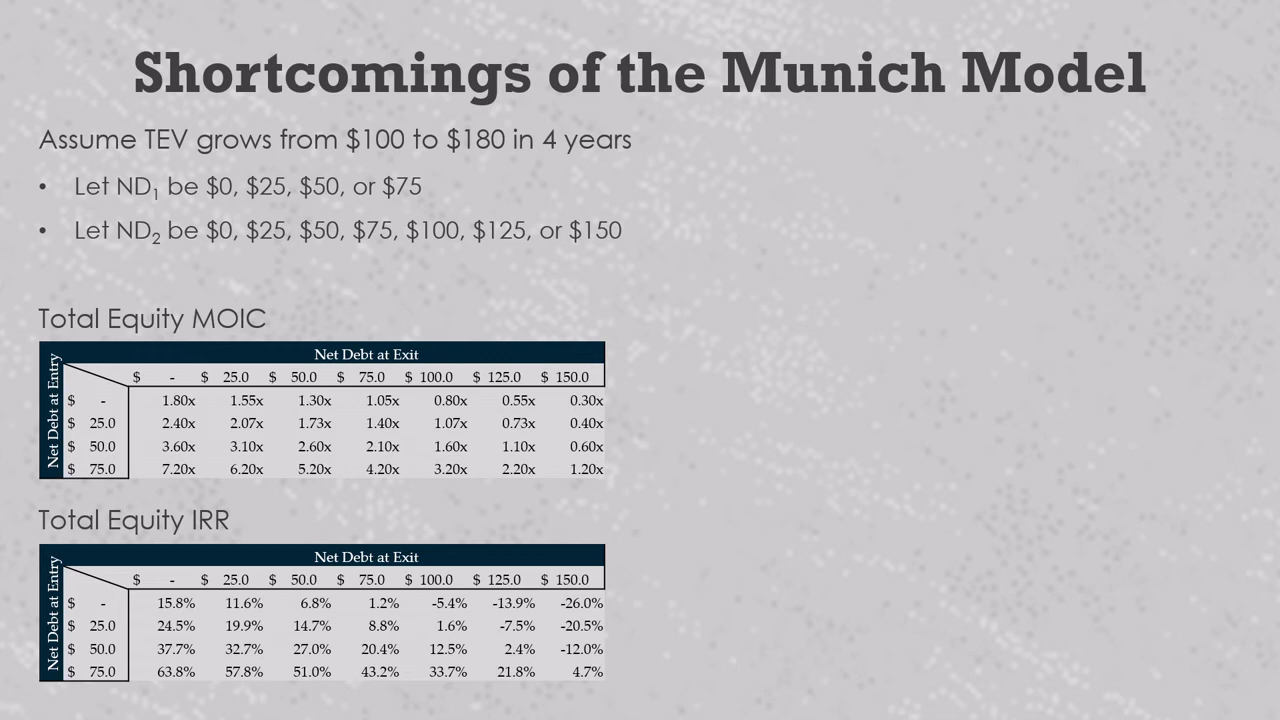 Shortcomings of the Munich Model
Assume TEV grows from $100 to $180 in 4 years
• Let ND₁ be $0, $25, $50, or $75
• Let ND₂ be $0, $25, $50, $75, $100, $125, or $150
Total Equity MOIC
Net Debt at Entry
Net Debt at Exit
$ - $ 25.0 $ 50.0 $ 75.0 $ 100.0 $ 125.0 $ 150.0
$ - 1.80x 1.55x 1.30x 1.05x 0.80x 0.55x 0.30x
$ 25.0 2.40x 2.07x 1.73x 1.40x 1.07x 0.73x 0.40x
$ 50.0 3.60x 3.10x 2.60x 2.10x 1.60x 1.10x 0.60x
$ 75.0 7.20x 6.20x 5.20x 4.20x 3.20x 2.20x 1.20x
Total Equity IRR
Net Debt at Entry
Net Debt at Exit
$ - $ 25.0 $ 50.0 $ 75.0 $ 100.0 $ 125.0 $ 150.0
$ - 15.8% 11.6% 6.8% 1.2% -5.4% -13.9% -26.0%
$ 25.0 24.5% 19.9% 14.7% 8.8% 1.6% -7.5% -20.5%
$ 50.0 37.7% 32.7% 27.0% 20.4% 12.5% 2.4% -12.0%
$ 75.0 63.8% 57.8% 51.0% 43.2% 33.7% 21.8% 4.7%